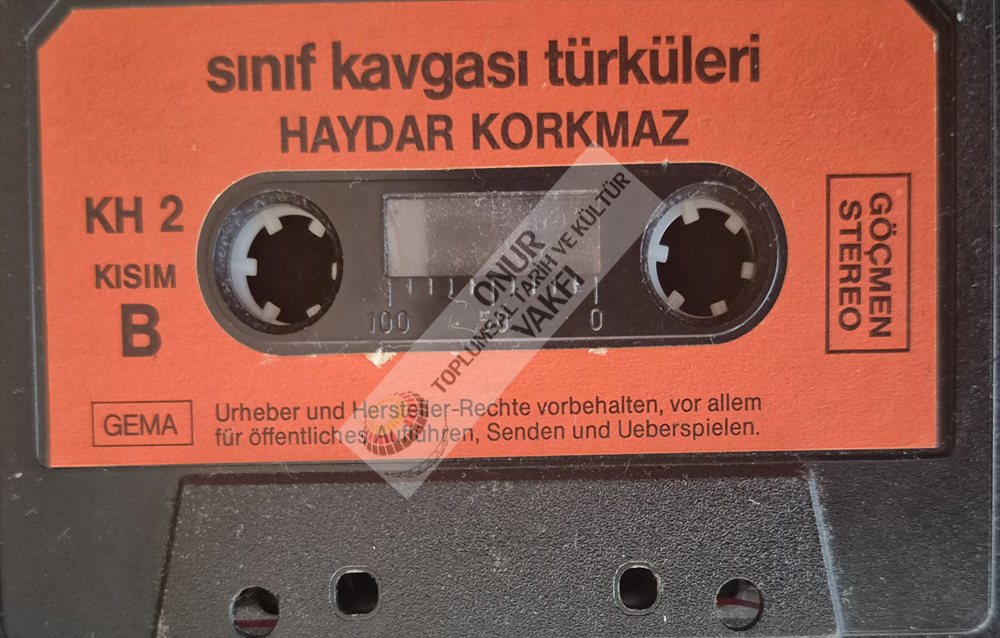 sınıf kavgası türküleri
HAYDAR KORKMAZ
KH 2
KISIM
B
GÖÇMEN
STEREO
100 50 0
ONUR
TOPLUMSAL TARİH VE KÜLTÜR
VAKFI
GEMA
Urheber und Hersteller-Rechte vorbehalten, vor allem
für öffentliches Aufführen, Senden und Ueberspielen.